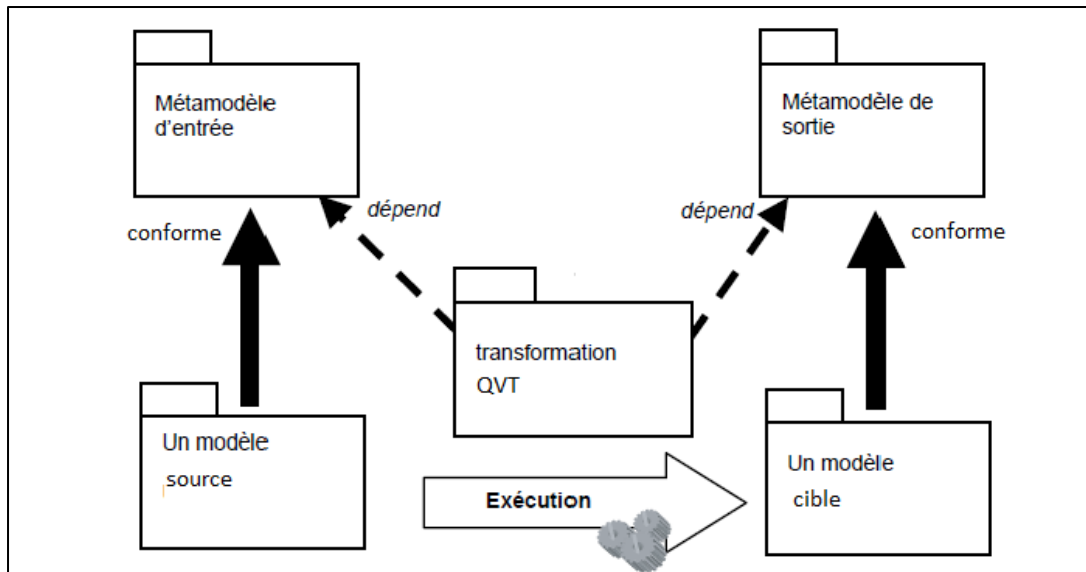 Métamodèle
d'entrée
Métamodèle de
sortie
dépend
dépend
conforme
conforme
transformation
QVT
Un modèle
source
Exécution
Un modèle
cible